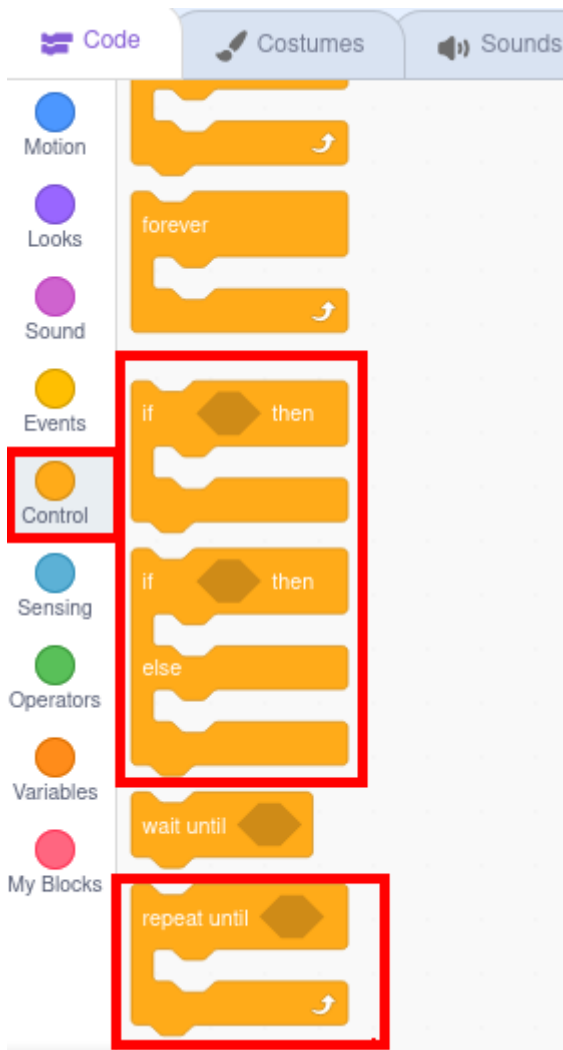 Code Costumes Sounds
Motion
Looks
Sound
Events
Control
Sensing
Operators
Variables
My Blocks
forever
if then
if then
else
wait until
repeat until